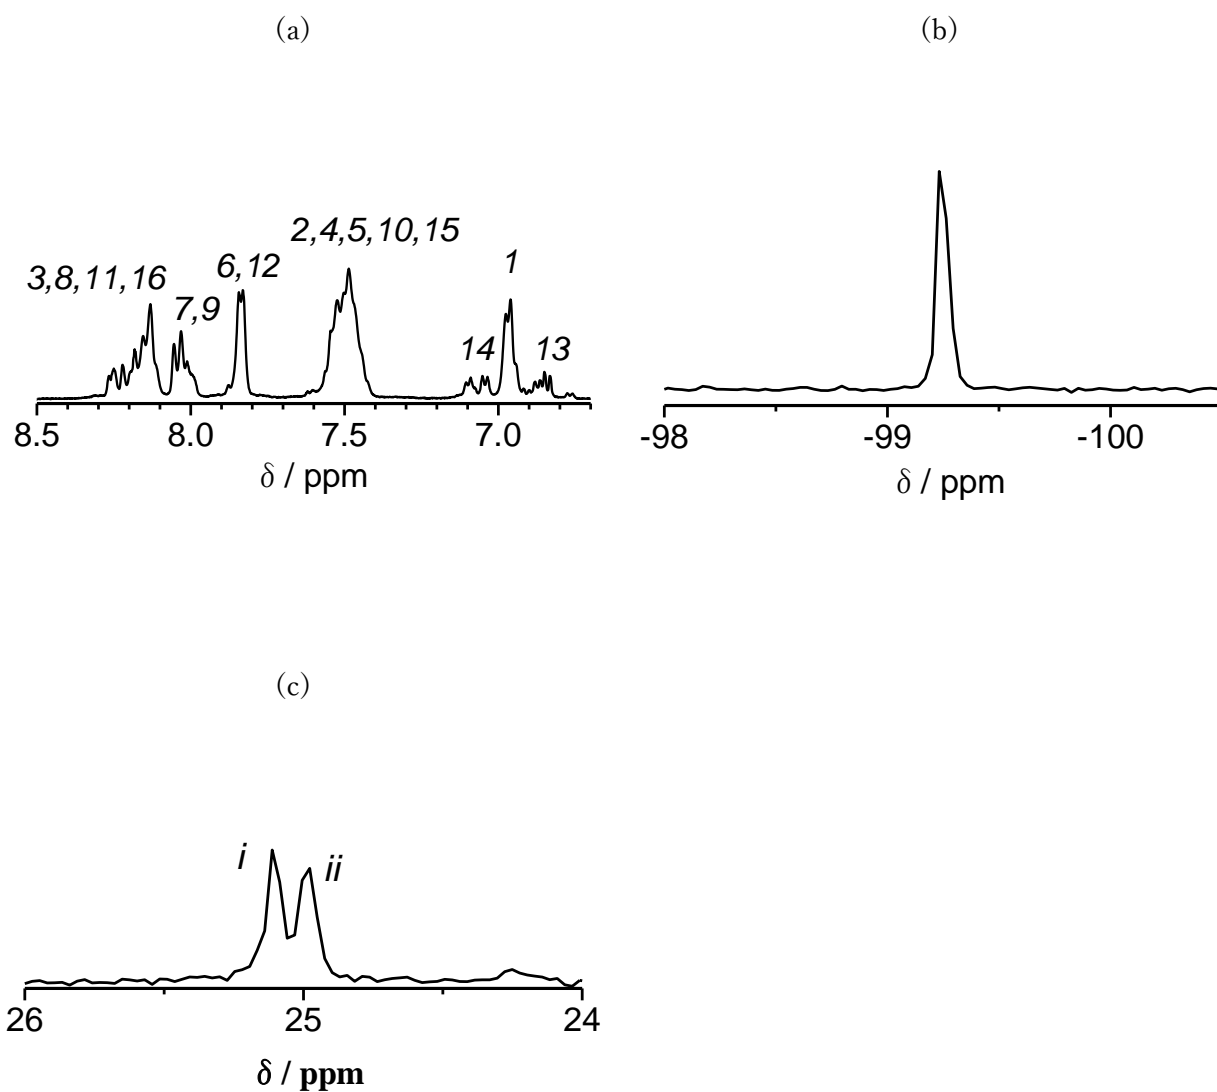 (a)
2,4,5,10,15
6,12
1
3,8,11,16
7,9
14
13
8.5
8.0
7.5
7.0
δ / ppm
(b)
-98
-99
-100
δ / ppm
(c)
i
ii
26
25
24
δ / ppm